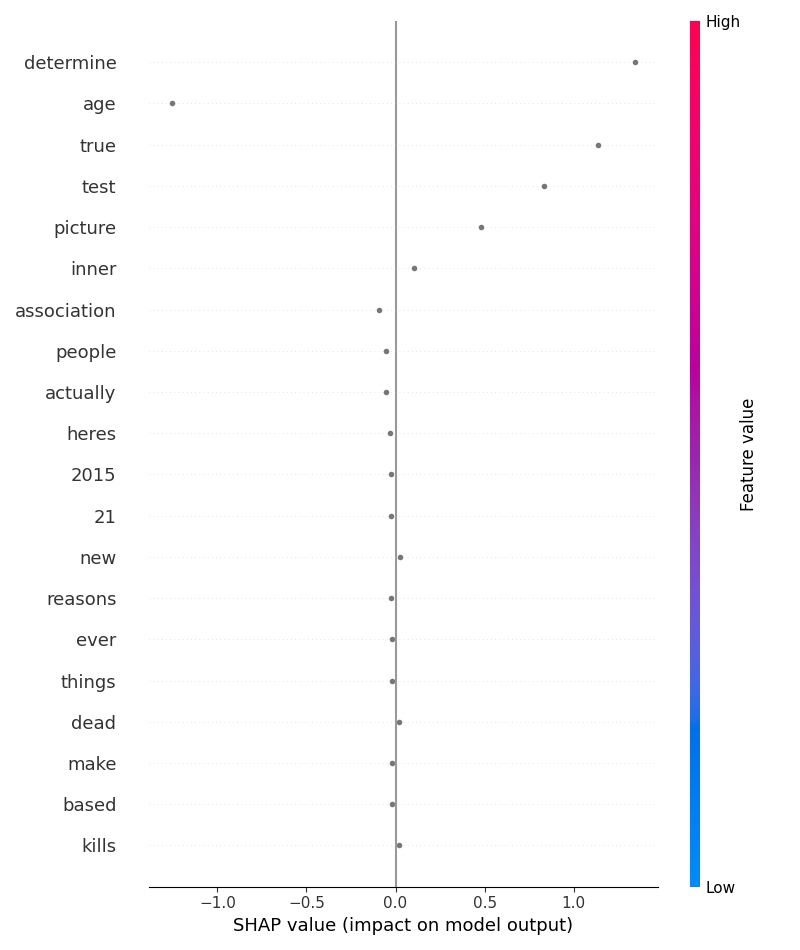 High
determine
age
true
test
picture
inner
association
people
actually
heres
2015
21
new
reasons
ever
things
dead
make
based
kills
Feature value
Low
−1.0 −0.5 0.0 0.5 1.0
SHAP value (impact on model output)